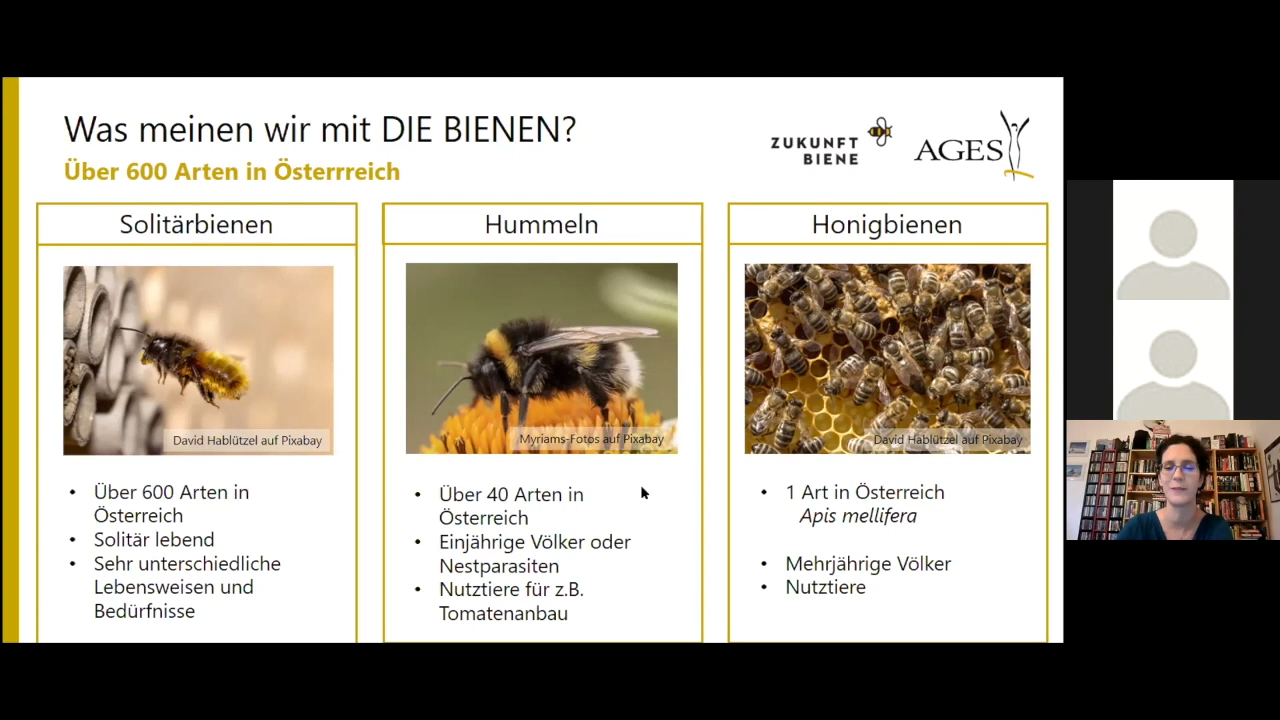 Was meinen wir mit DIE BIENEN?
Über 600 Arten in Österrreich
ZUKUNFT
BIENE
AGES
Solitärbienen
David Hablützel auf Pixabay
• Über 600 Arten in
Österreich
• Solitär lebend
• Sehr unterschiedliche
Lebensweisen und
Bedürfnisse
Hummeln
Myriams-Fotos auf Pixabay
• Über 40 Arten in
Österreich
• Einjährige Völker oder
Nestparasiten
• Nutztiere für z.B.
Tomatenanbau
Honigbienen
David Hablützel auf Pixabay
• 1 Art in Österreich
Apis mellifera
• Mehrjährige Völker
• Nutztiere